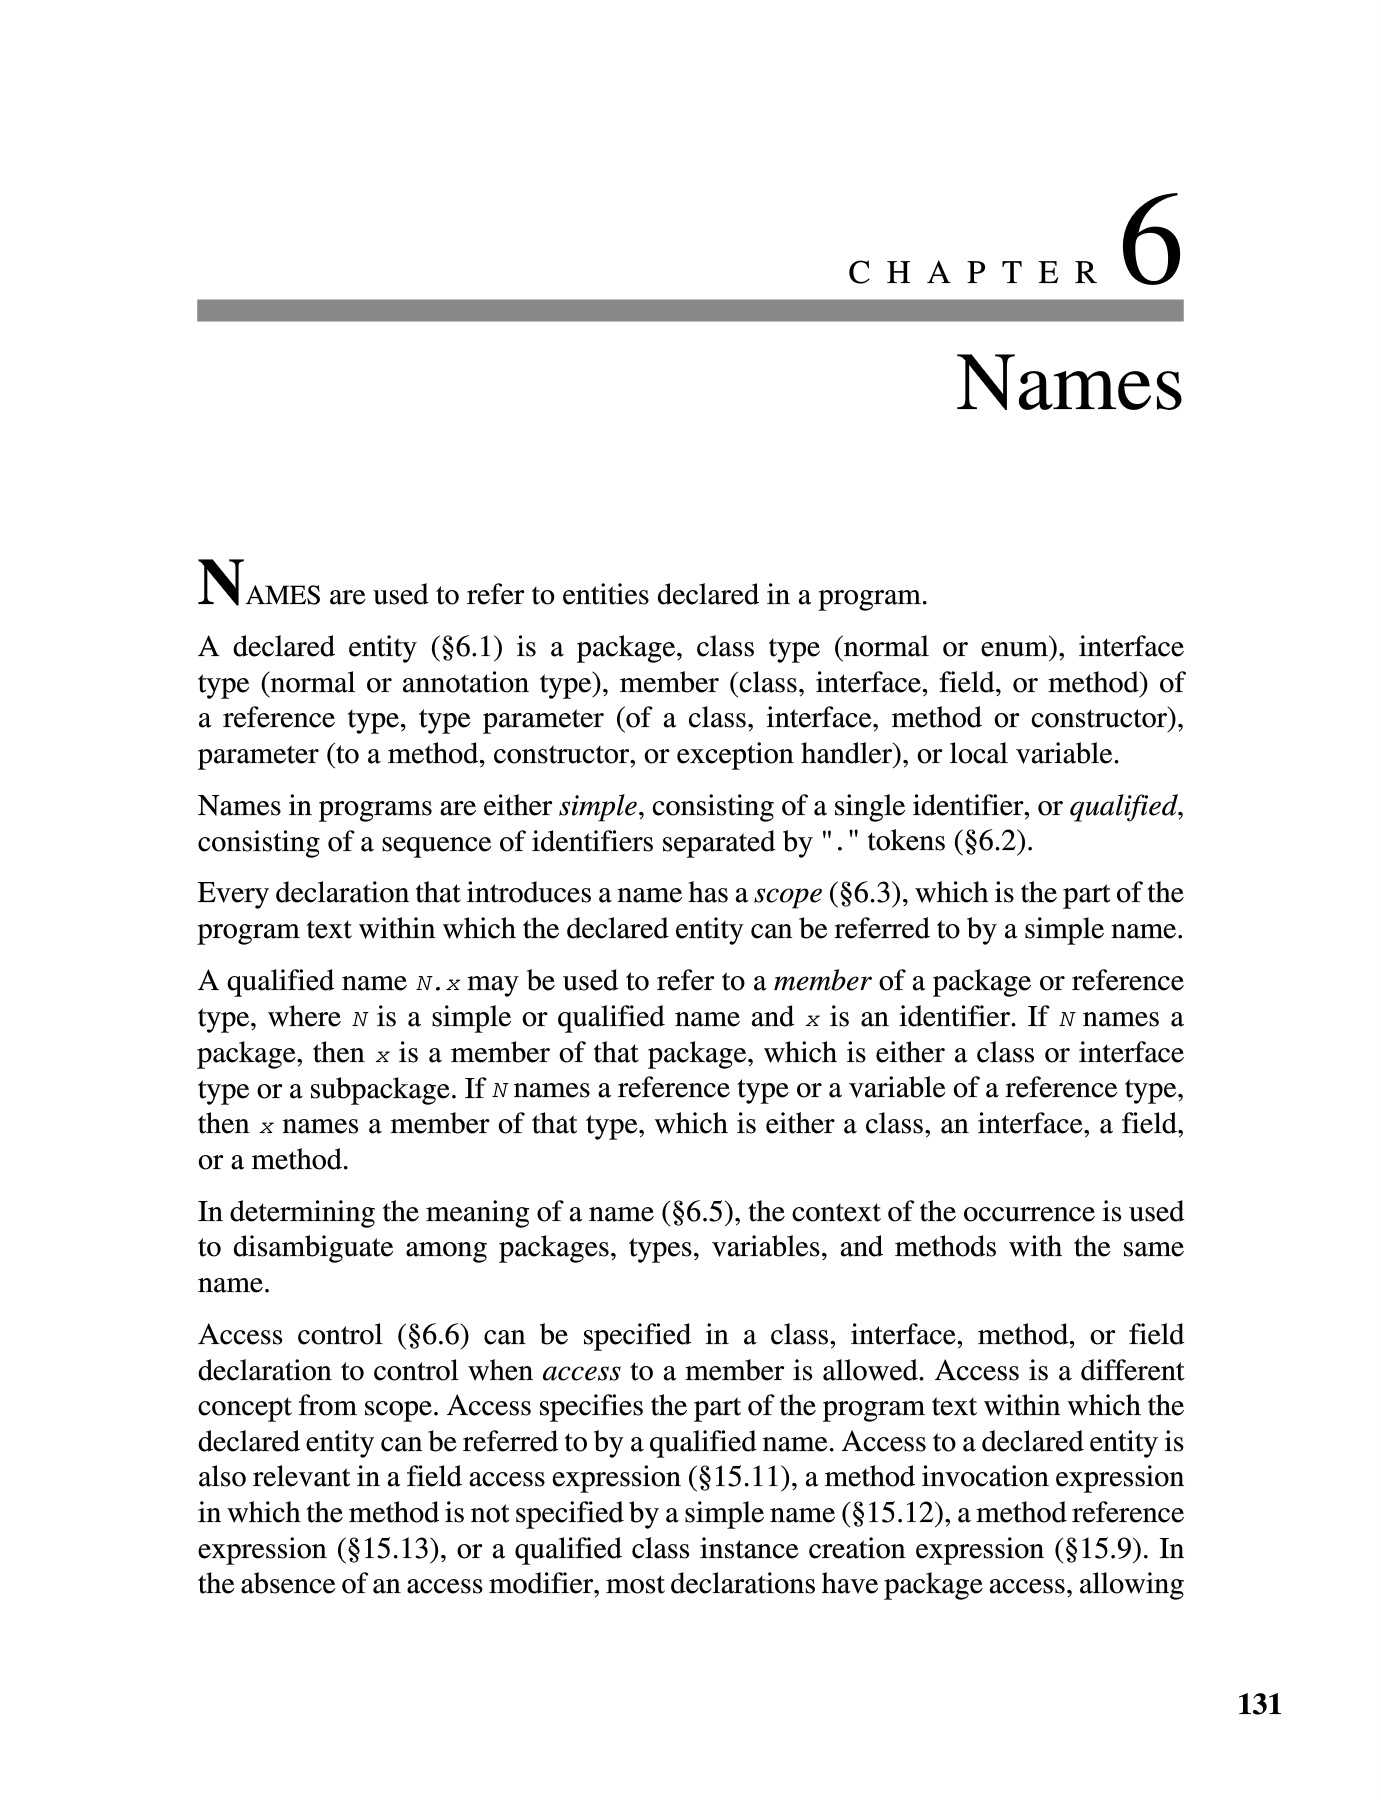 CHAPTER 6
Names
NAMES are used to refer to entities declared in a program.
A declared entity (§6.1) is a package, class type (normal or enum), interface
type (normal or annotation type), member (class, interface, field, or method) of
a reference type, type parameter (of a class, interface, method or constructor),
parameter (to a method, constructor, or exception handler), or local variable.
Names in programs are either simple, consisting of a single identifier, or qualified,
consisting of a sequence of identifiers separated by "." tokens (§6.2).
Every declaration that introduces a name has a scope (§6.3), which is the part of the
program text within which the declared entity can be referred to by a simple name.
A qualified name N.x may be used to refer to a member of a package or reference
type, where N is a simple or qualified name and x is an identifier. If N names a
package, then x is a member of that package, which is either a class or interface
type or a subpackage. If N names a reference type or a variable of a reference type,
then x names a member of that type, which is either a class, an interface, a field,
or a method.
In determining the meaning of a name (§6.5), the context of the occurrence is used
to disambiguate among packages, types, variables, and methods with the same
name.
Access control (§6.6) can be specified in a class, interface, method, or field
declaration to control when access to a member is allowed. Access is a different
concept from scope. Access specifies the part of the program text within which the
declared entity can be referred to by a qualified name. Access to a declared entity is
also relevant in a field access expression (§15.11), a method invocation expression
in which the method is not specified by a simple name (§15.12), a method reference
expression (§15.13), or a qualified class instance creation expression (§15.9). In
the absence of an access modifier, most declarations have package access, allowing
131